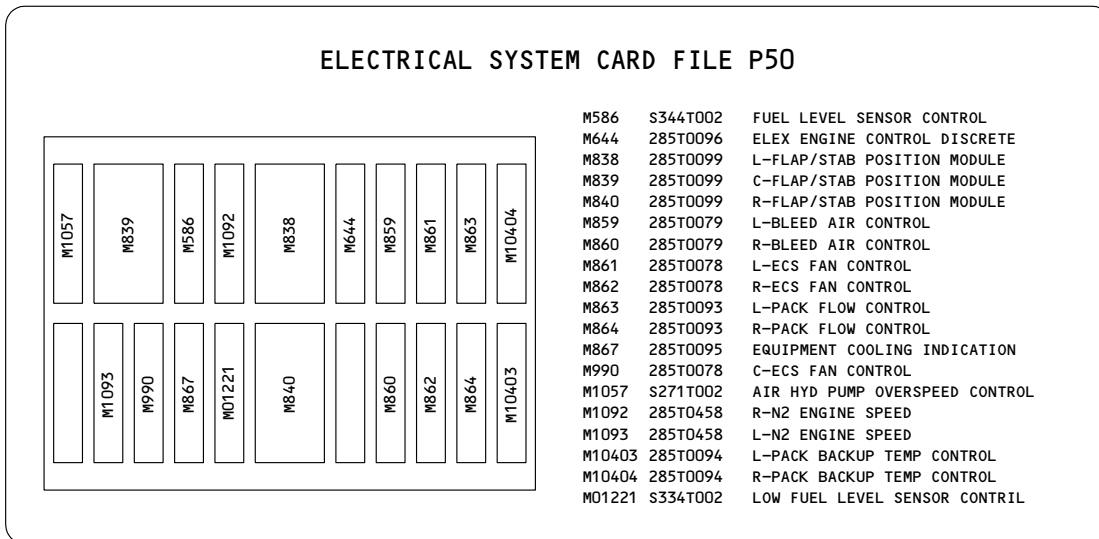 ELECTRICAL SYSTEM CARD FILE P50
M1057
M839
M586
M1092
M838
M644
M859
M861
M863
M10404
M1093
M990
M867
M01221
M840
M860
M862
M864
M10403
M586 S344T002 FUEL LEVEL SENSOR CONTROL
M644 285T0096 ELEX ENGINE CONTROL DISCRETE
M838 285T0099 L-FLAP/STAB POSITION MODULE
M839 285T0099 C-FLAP/STAB POSITION MODULE
M840 285T0099 R-FLAP/STAB POSITION MODULE
M859 285T0079 L-BLEED AIR CONTROL
M860 285T0079 R-BLEED AIR CONTROL
M861 285T0078 L-ECS FAN CONTROL
M862 285T0078 R-ECS FAN CONTROL
M863 285T0093 L-PACK FLOW CONTROL
M864 285T0093 R-PACK FLOW CONTROL
M867 285T0095 EQUIPMENT COOLING INDICATION
M990 285T0078 C-ECS FAN CONTROL
M1057 S271T002 AIR HYD PUMP OVERSPEED CONTROL
M1092 285T0458 R-N2 ENGINE SPEED
M1093 285T0458 L-N2 ENGINE SPEED
M10403 285T0094 L-PACK BACKUP TEMP CONTROL
M10404 285T0094 R-PACK BACKUP TEMP CONTROL
M01221 S334T002 LOW FUEL LEVEL SENSOR CONTRIL